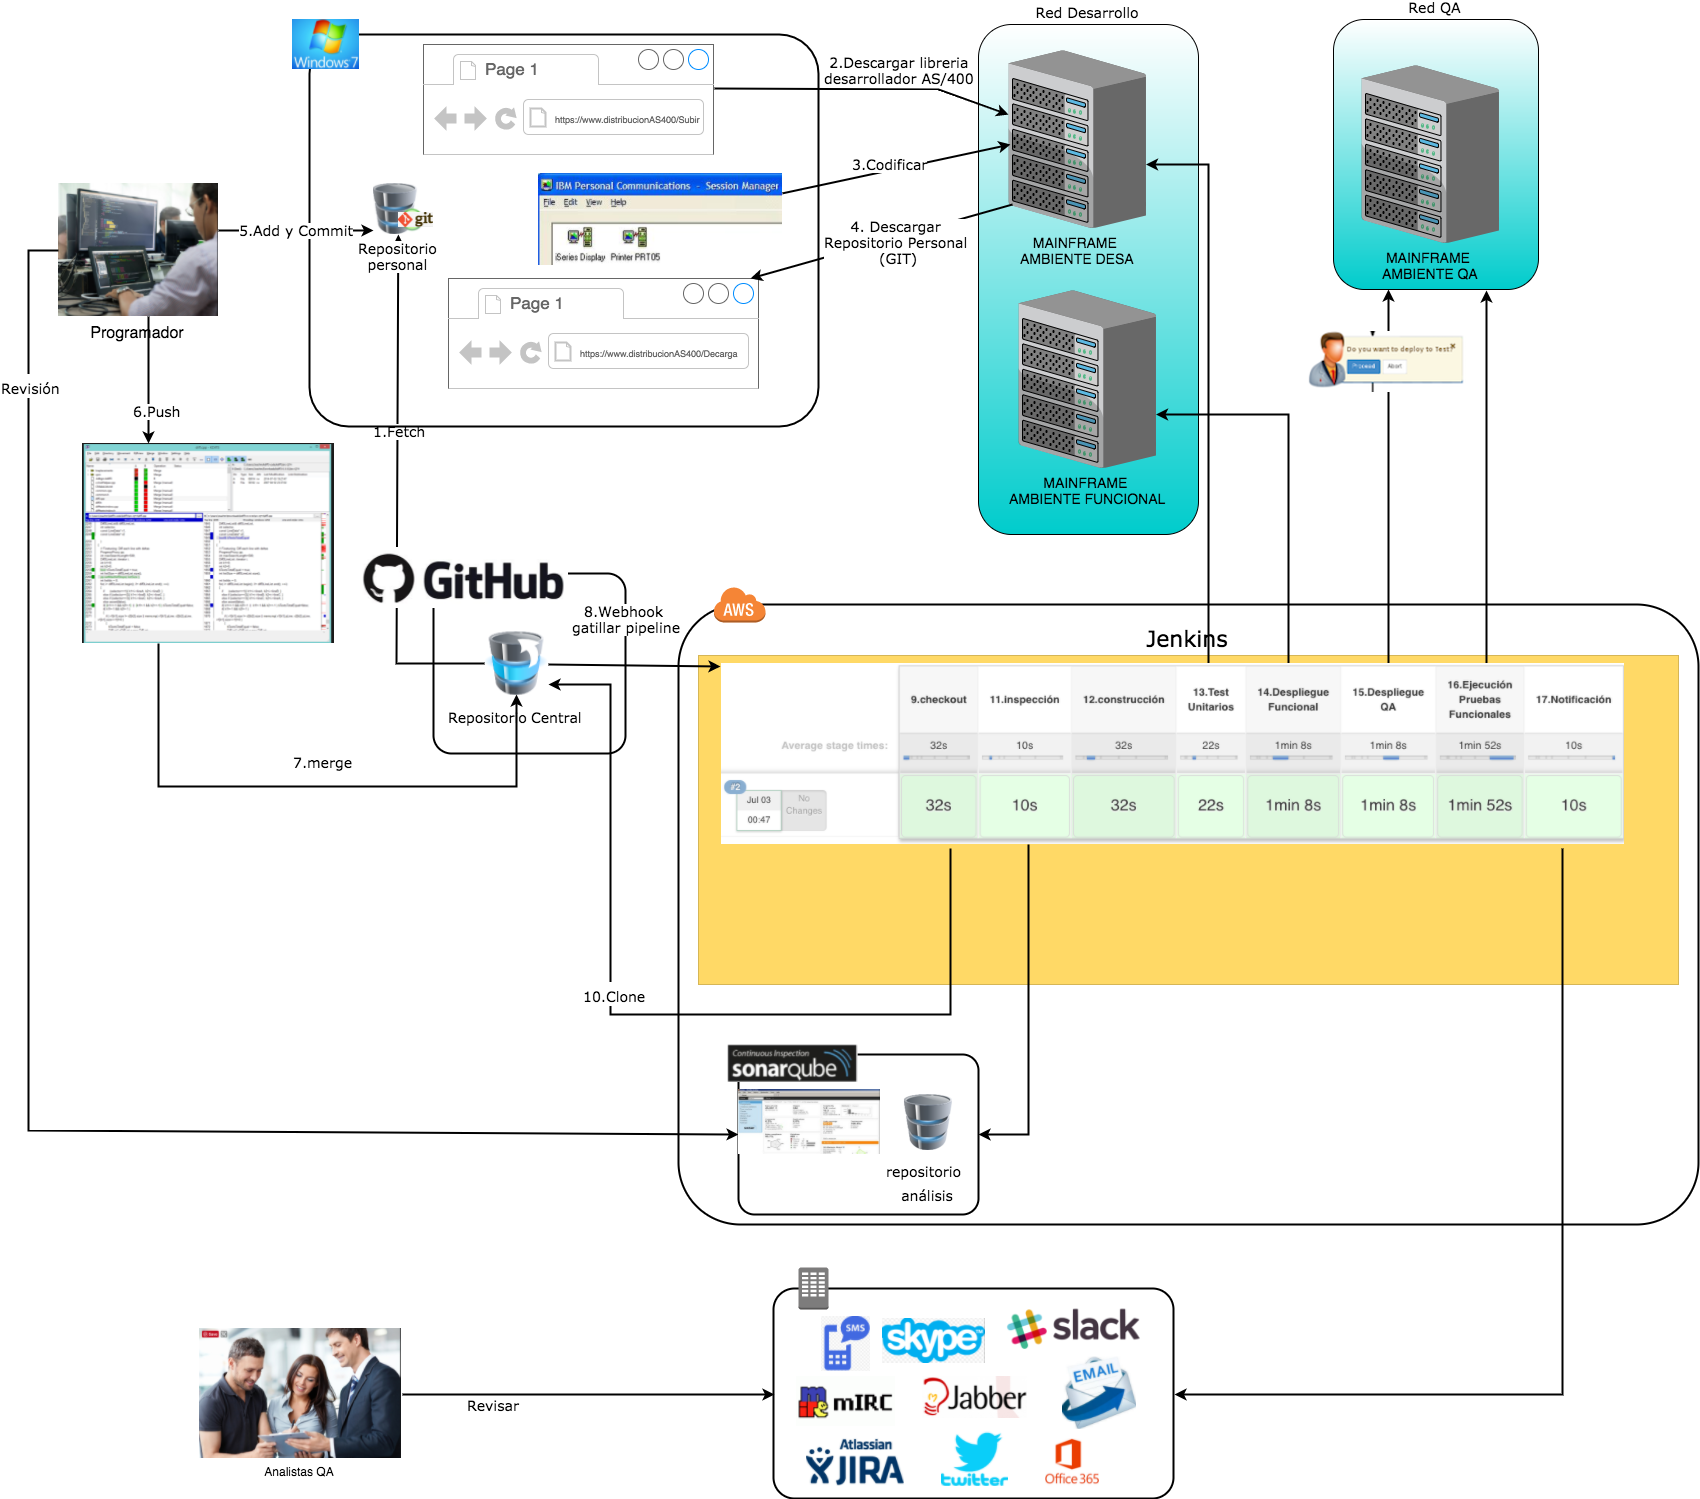 Red Desarrollo
Red QA
Windows 7
Page 1
https://www.distribucionAS400/Subir
2.Descargar libreria
desarrollador AS/400
3.Codificar
IBM Personal Communications - Session Manager
File Edit View Help
iSeries Display Printer PRT05
4. Descargar
Repositorio Personal
(GIT)
MAINFRAME
AMBIENTE DESA
MAINFRAME
AMBIENTE QA
git
Repositorio
personal
5.Add y Commit
Programador
Page 1
https://www.distribucionAS400/Decarga
Do you want to deploy to Test?
Abort
Revisión
6.Push
1.Fetch
MAINFRAME
AMBIENTE FUNCIONAL
GitHub
8.Webhook
gatillar pipeline
AWS
Jenkins
Repositorio Central
7.merge
9.checkout
11.inspección
12.construcción
13.Test
Unitarios
14.Despliegue
Funcional
15.Despliegue
QA
16.Ejecución
Pruebas
Funcionales
17.Notificación
Average stage times:
32s 10s 32s 22s 1min 8s 1min 8s 1min 52s 10s
#2
Jul 03
00:47
No
Changes
32s 10s 32s 22s 1min 8s 1min 8s 1min 52s 10s
10.Clone
Continuous Inspection
sonarqube
repositorio
análisis
SMS
skype
slack
mIRC
Jabber
EMAIL
Atlassian
JIRA
twitter
Office 365
Revisar
Analistas QA